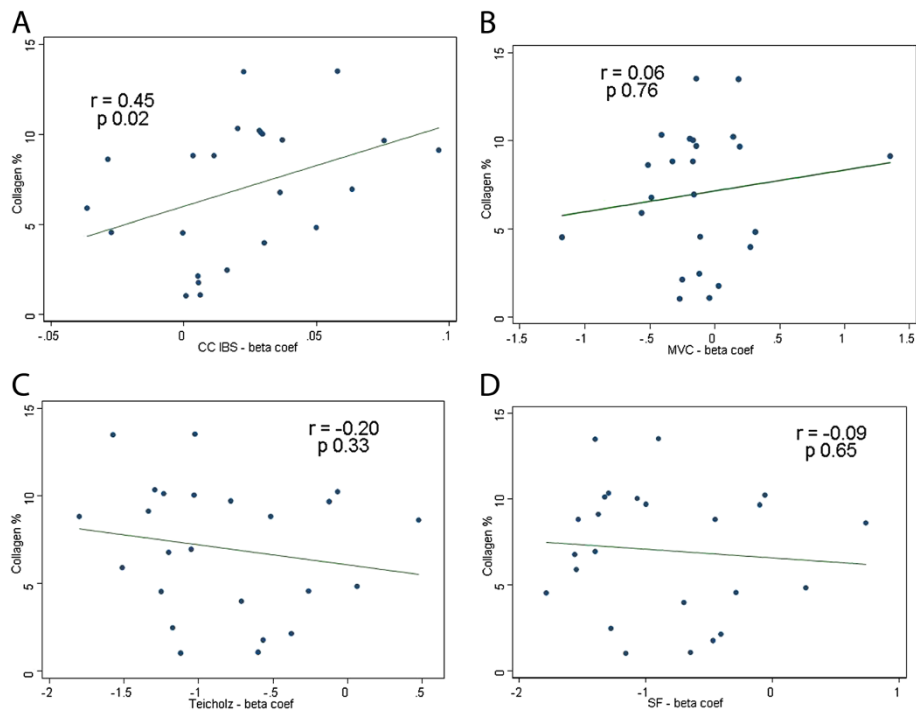 A
Collagen %
15
10
5
0
r = 0.45
p 0.02
-.05
0
.05
.1
CC IBS - beta coef
B
Collagen %
15
10
5
0
r = 0.06
p 0.76
-1.5
-1
-.5
0
.5
1
1.5
MVC - beta coef
C
Collagen %
15
10
5
0
r = -0.20
p 0.33
-2
-1.5
-1
-.5
0
.5
Teicholz - beta coef
D
Collagen %
15
10
5
0
r = -0.09
p 0.65
-2
-1
0
1
SF - beta coef